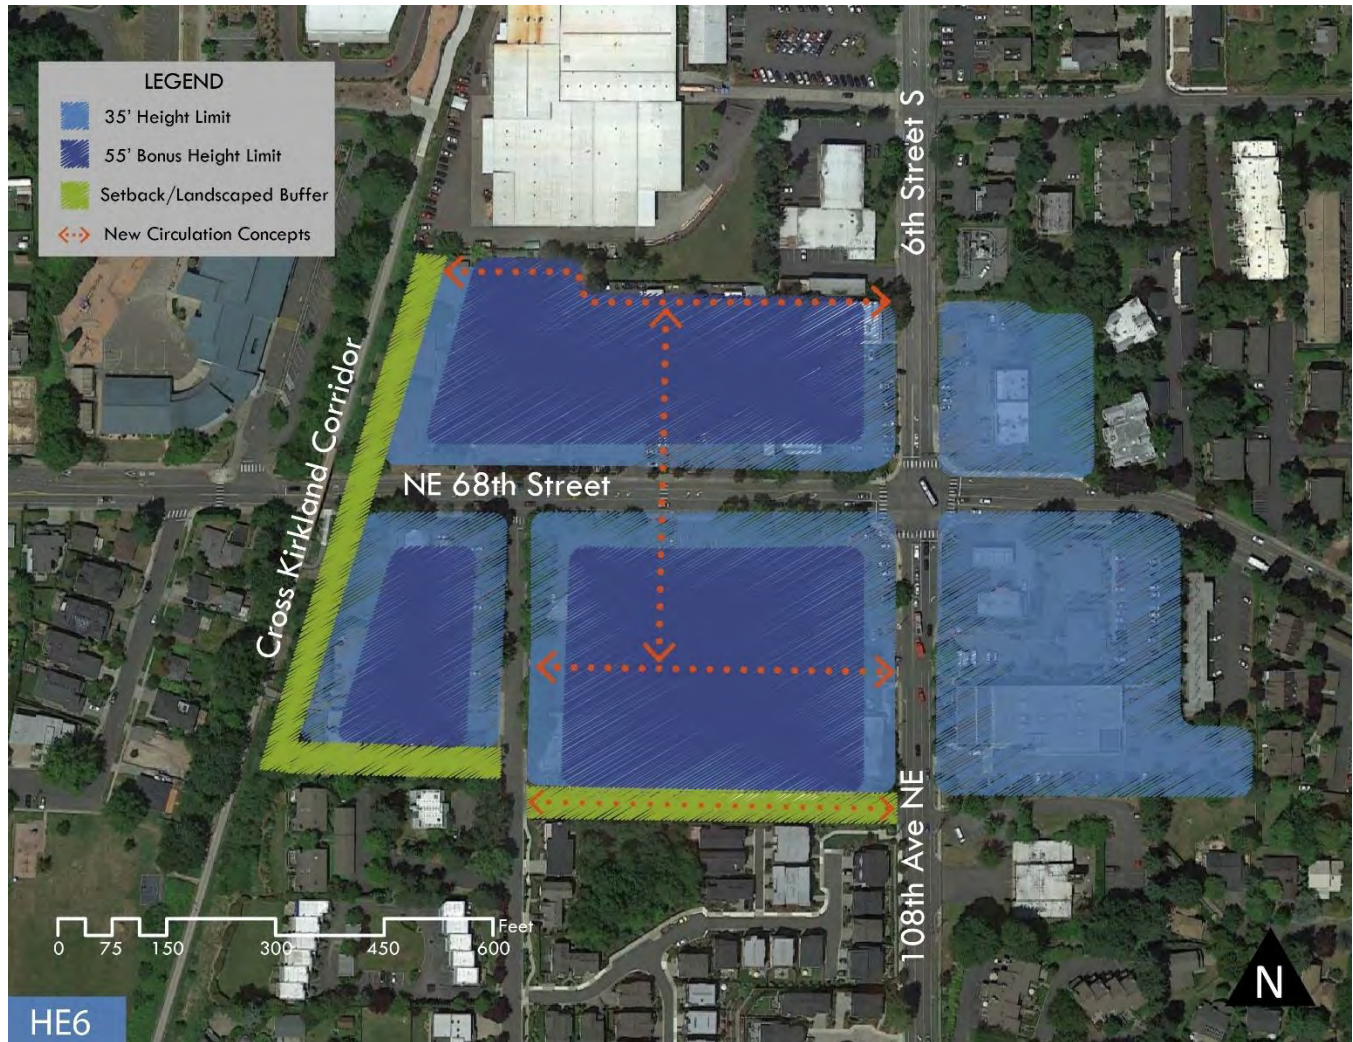 LEGEND
35' Height Limit
55' Bonus Height Limit
Setback/Landscaped Buffer
New Circulation Concepts
6th Street S
Cross Kirkland Corridor
NE 68th Street
108th Ave NE
Feet
0 75 150 300 450 600
N
HE6